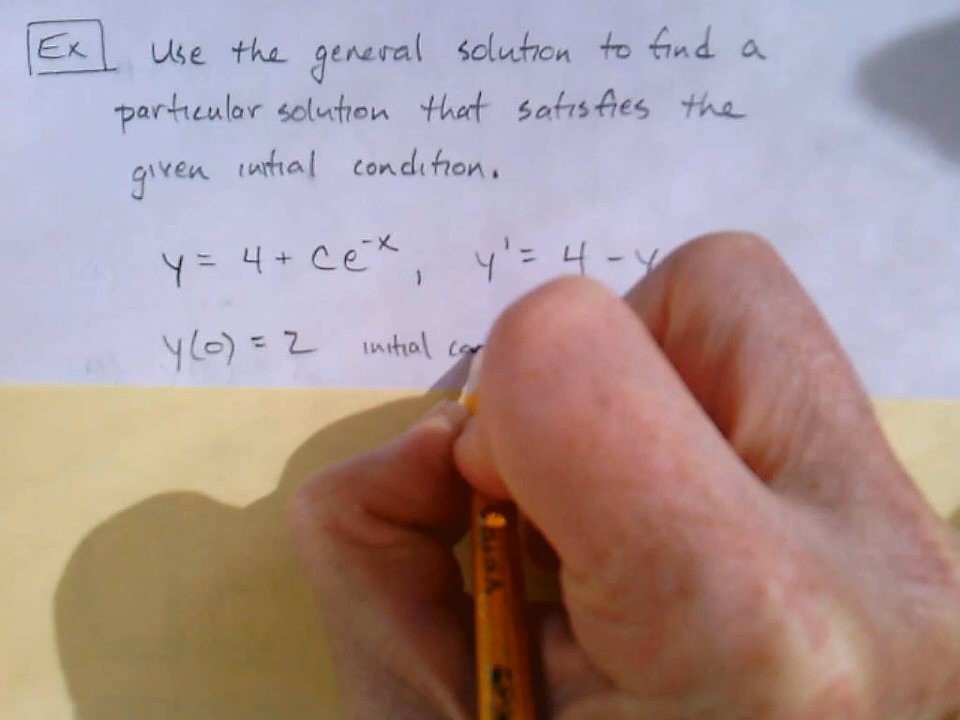 Ex Use the general solution to find a
particular solution that satisfies the
given initial condition.
y = 4 + Ce⁻ˣ, y' = 4 - y
y(0) = 2 initial